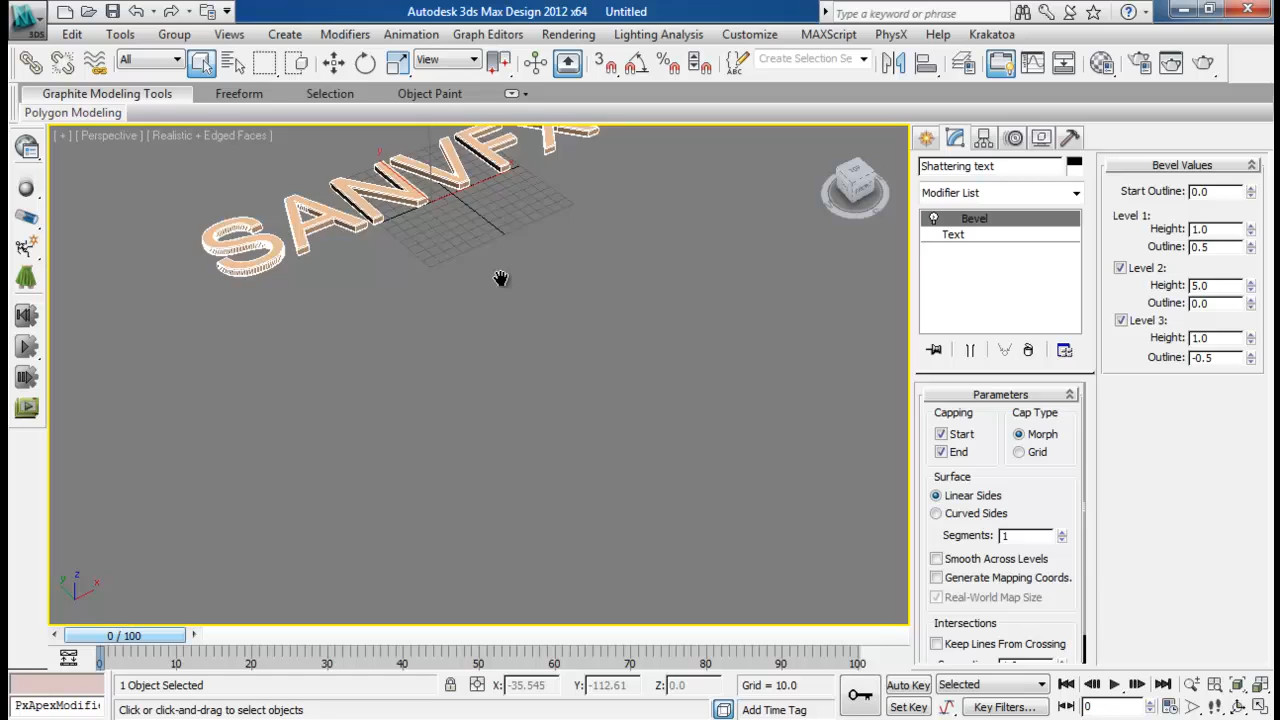 3DS
Autodesk 3ds Max Design 2012 x64 Untitled
Type a keyword or phrase
Edit Tools Group Views Create Modifiers Animation Graph Editors Rendering Lighting Analysis Customize MAXScript PhysX Help Krakatoa
All View 3 Create Selection Se
Graphite Modeling Tools Freeform Selection Object Paint
Polygon Modeling
[ + ] [ Perspective ] [ Realistic + Edged Faces ]
SANVFX
Shattering text
Modifier List
Bevel
Text
Bevel Values
Start Outline: 0.0
Level 1:
Height: 1.0
Outline: 0.5
Level 2:
Height: 5.0
Outline: 0.0
Level 3:
Height: 1.0
Outline: -0.5
Parameters
Capping Cap Type
Start Morph
End Grid
Surface
Linear Sides
Curved Sides
Segments: 1
Smooth Across Levels
Generate Mapping Coords.
Real-World Map Size
Intersections
Keep Lines From Crossing
z
y x
0 / 100
0 10 20 30 40 50 60 70 80 90 100
1 Object Selected X: -35.545 Y: -112.61 Z: 0.0 Grid = 10.0 Auto Key Selected
PxApexModifi Click or click-and-drag to select objects Add Time Tag Set Key Key Filters... 0